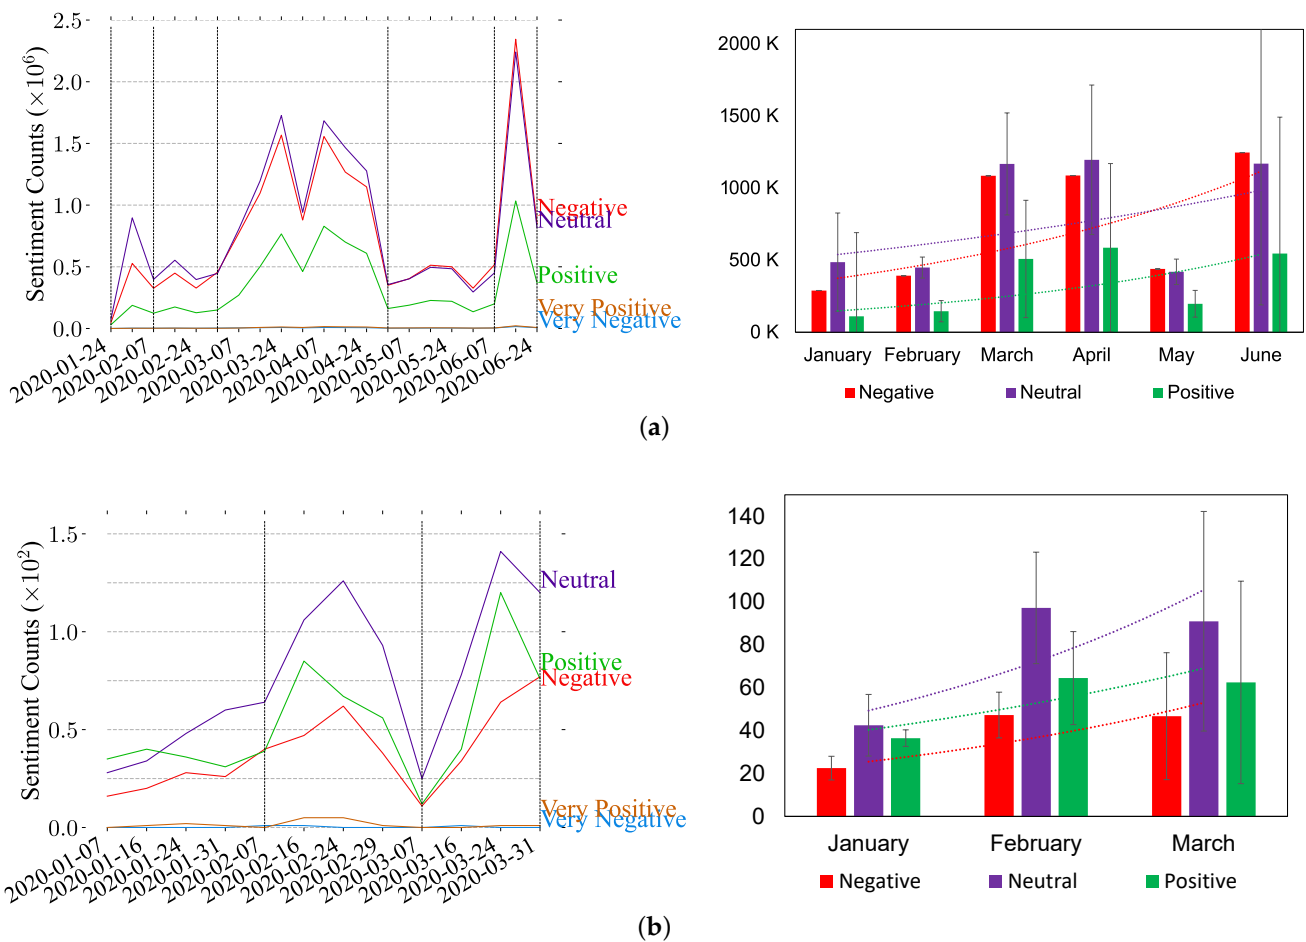 Sentiment Counts (×10⁶)
2.5
2.0
1.5
1.0
0.5
0.0
Negative
Neutral
Positive
Very Positive
Very Negative
2020-01-24
2020-02-07
2020-02-24
2020-03-07
2020-03-24
2020-04-07
2020-04-24
2020-05-07
2020-05-24
2020-06-07
2020-06-24
2000 K
1500 K
1000 K
500 K
0 K
January February March April May June
Negative Neutral Positive
(a)
Sentiment Counts (×10²)
1.5
1.0
0.5
0.0
Neutral
Positive
Negative
Very Positive
Very Negative
2020-01-07
2020-01-16
2020-01-24
2020-01-31
2020-02-07
2020-02-16
2020-02-24
2020-02-29
2020-03-07
2020-03-16
2020-03-24
2020-03-31
140
120
100
80
60
40
20
0
January February March
Negative Neutral Positive
(b)